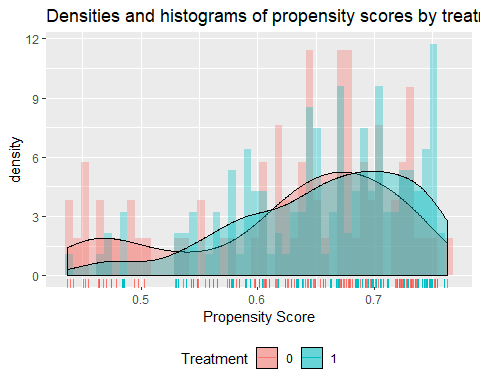 Densities and histograms of propensity scores by treatr
12
9
6
3
0
density
0.5 0.6 0.7
Propensity Score
Treatment 0 1